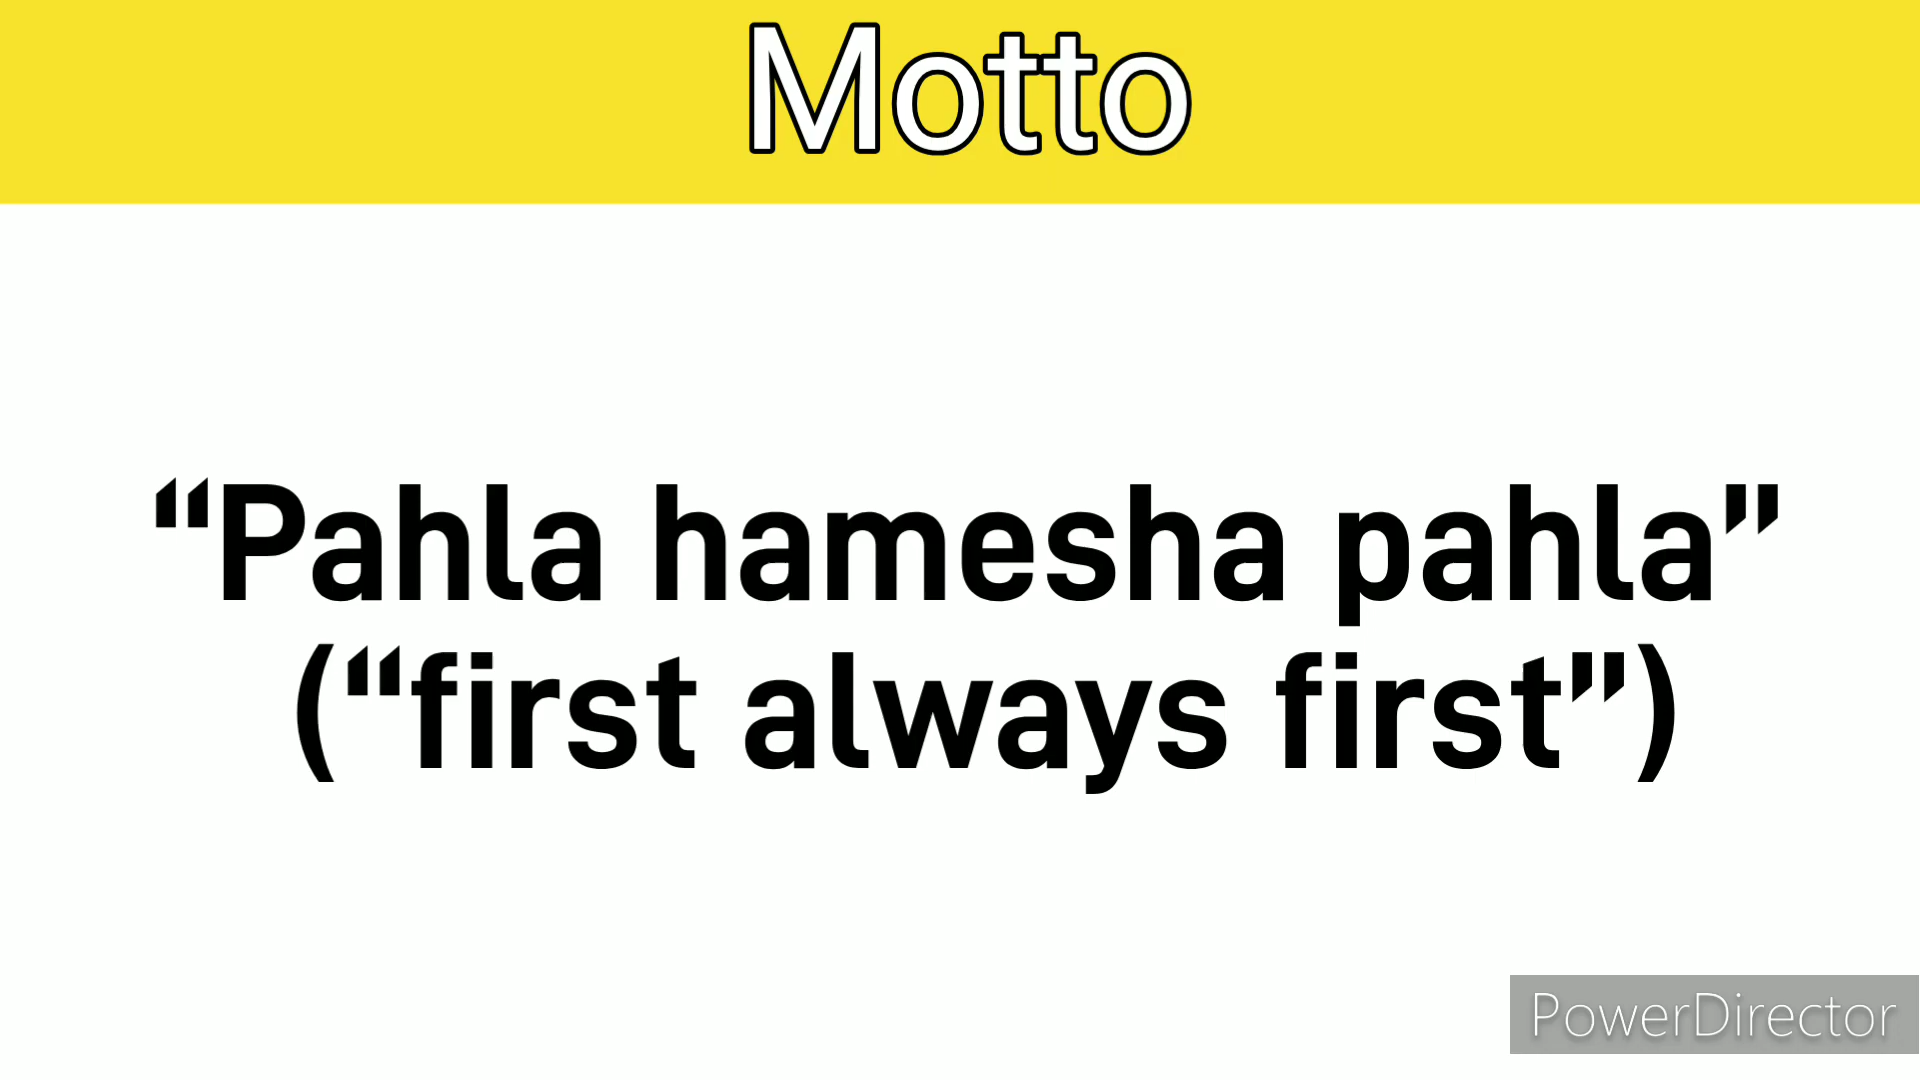 Motto
“Pahla hamesha pahla”
(“first always first”)
PowerDirector